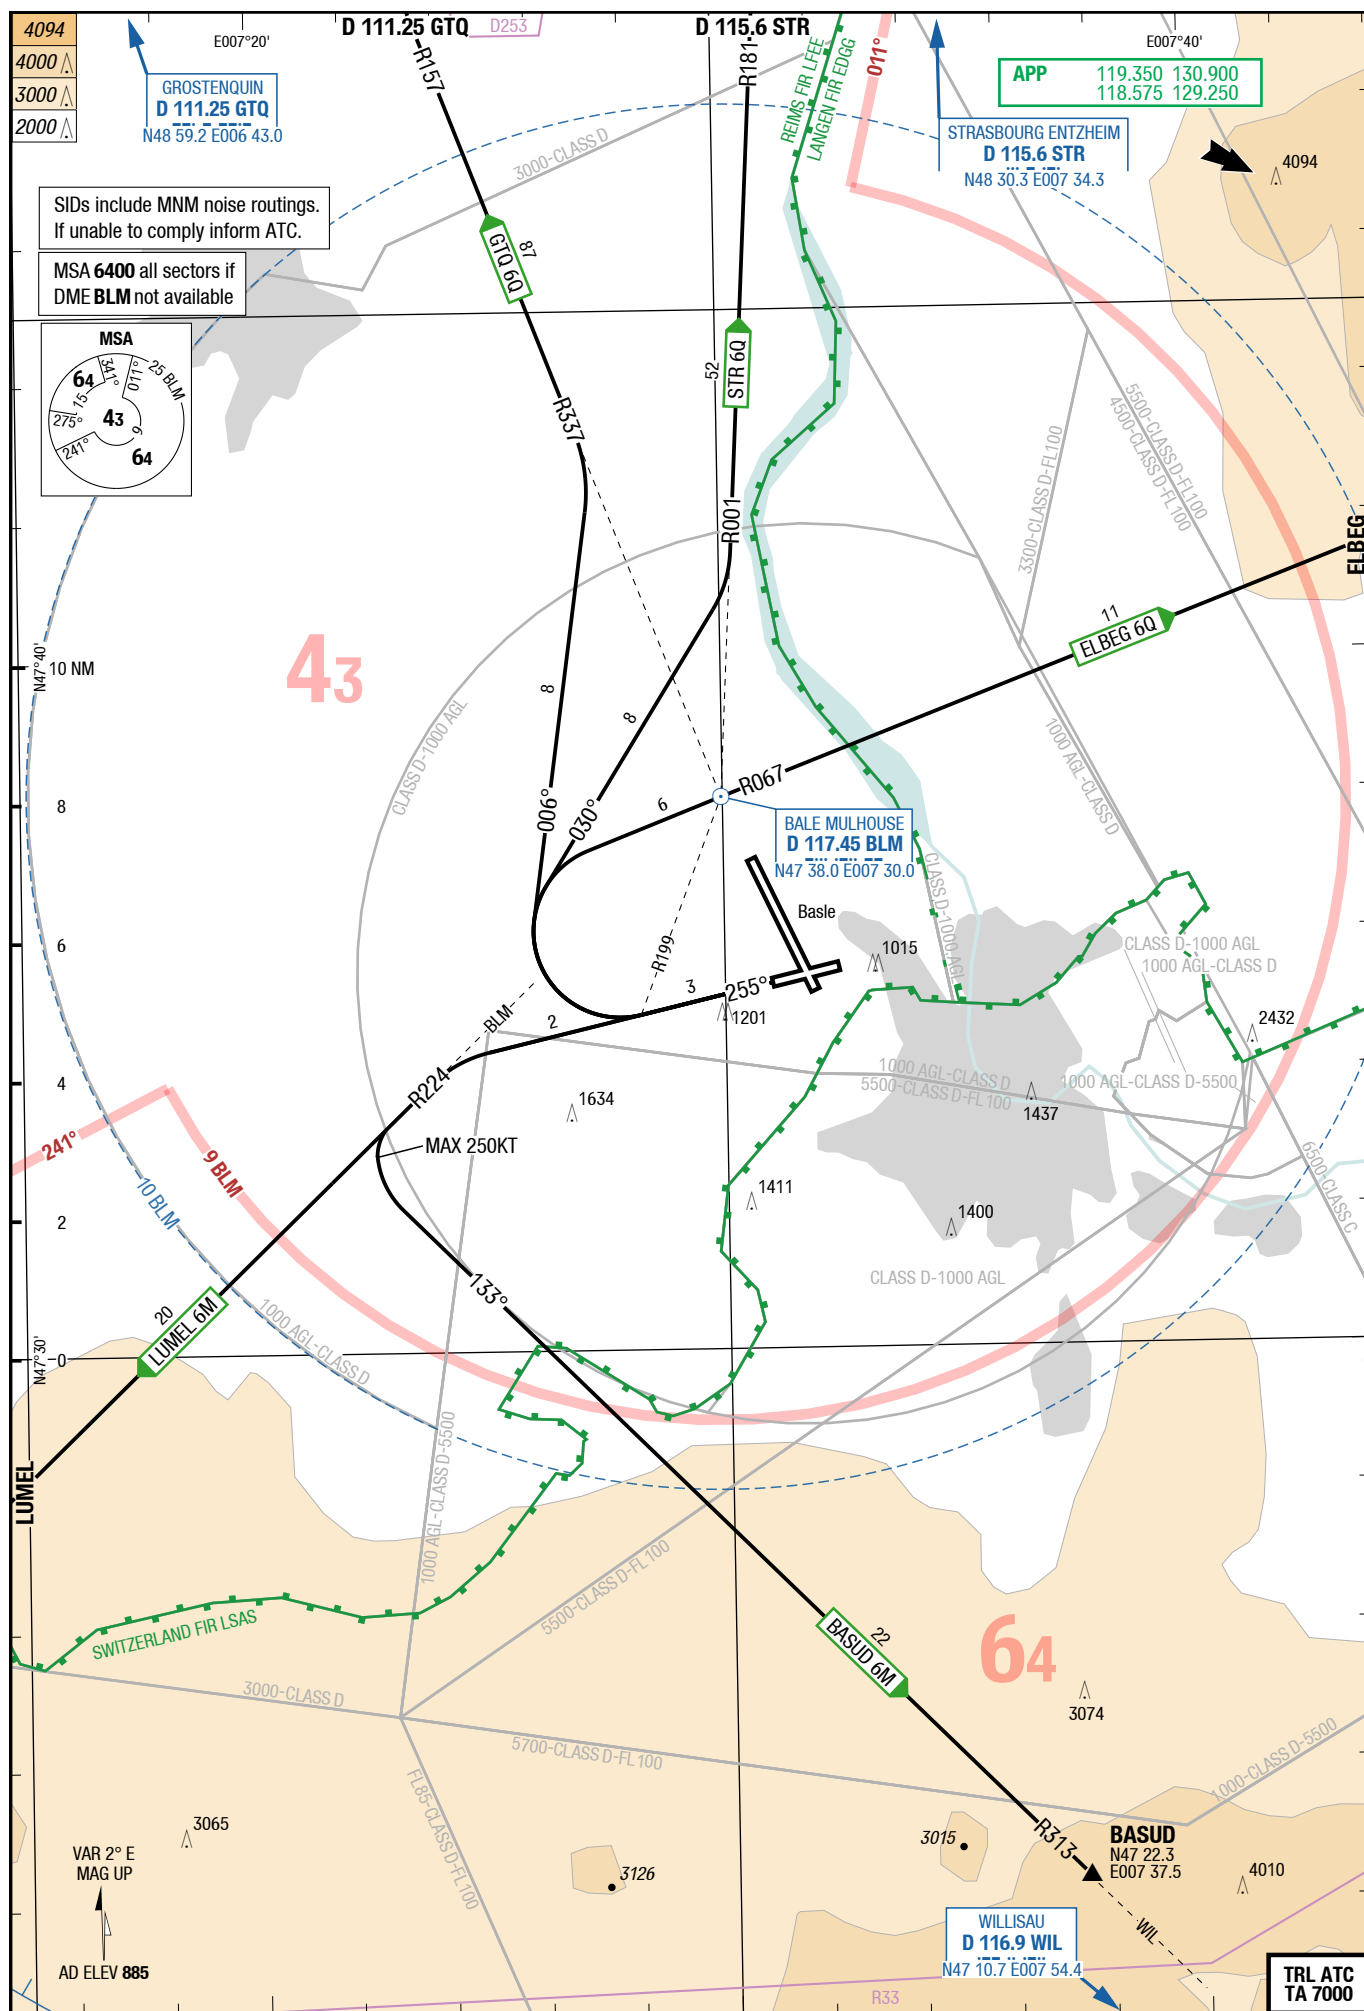 4094
4000
3000
2000
D 111.25 GTQ
D253
D 115.6 STR
E007°20'
E007°40'
GROSTENQUIN
D 111.25 GTQ
N48 59.2 E006 43.0
R157
R181
REIMS FIR LFEE
LANGEN FIR EDGG
011°
APP 119.350 130.900
118.575 129.250
STRASBOURG ENTZHEIM
D 115.6 STR
N48 30.3 E007 34.3
4094
3000-CLASS D
SIDs include MNM noise routings.
If unable to comply inform ATC.
MSA 6400 all sectors if
DME BLM not available
MSA
64
341°
011°
25 BLM
15
275°
43
241°
9
64
GTQ 6Q
87
STR 6Q
52
R337
R001
5500-CLASS D-FL100
4500-CLASS D-FL100
3300-CLASS D-FL100
ELBEG
11
ELBEG 6Q
N47°40'
10 NM
43
8
8
CLASS D-1000 AGL
1000 AGL-CLASS D
006°
030°
6
R067
8
BALE MULHOUSE
D 117.45 BLM
N47 38.0 E007 30.0
CLASS D-1000 AGL
Basle
6
R199
1015
CLASS D-1000 AGL
1000 AGL-CLASS D
3
255°
BLM
2
1201
2432
4
R224
1634
1000 AGL-CLASS D
5500-CLASS D-FL100
1437
1000 AGL-CLASS D-5500
241°
9 BLM
MAX 250KT
10 BLM
6500-CLASS C
2
1411
1400
CLASS D-1000 AGL
133°
20
LUMEL 6M
1000 AGL-CLASS D
N47°30'
0
LUMEL
1000 AGL-CLASS D-5500
5500-CLASS D-FL100
SWITZERLAND FIR LSAS
22
BASUD 6M
64
3000-CLASS D
3074
5700-CLASS D-FL100
1000-CLASS D-5500
FL85-CLASS D-FL100
3065
3015
R313
BASUD
N47 22.3
E007 37.5
VAR 2° E
MAG UP
3126
4010
WIL
WILLISAU
D 116.9 WIL
N47 10.7 E007 54.4
AD ELEV 885
R33
TRL ATC
TA 7000